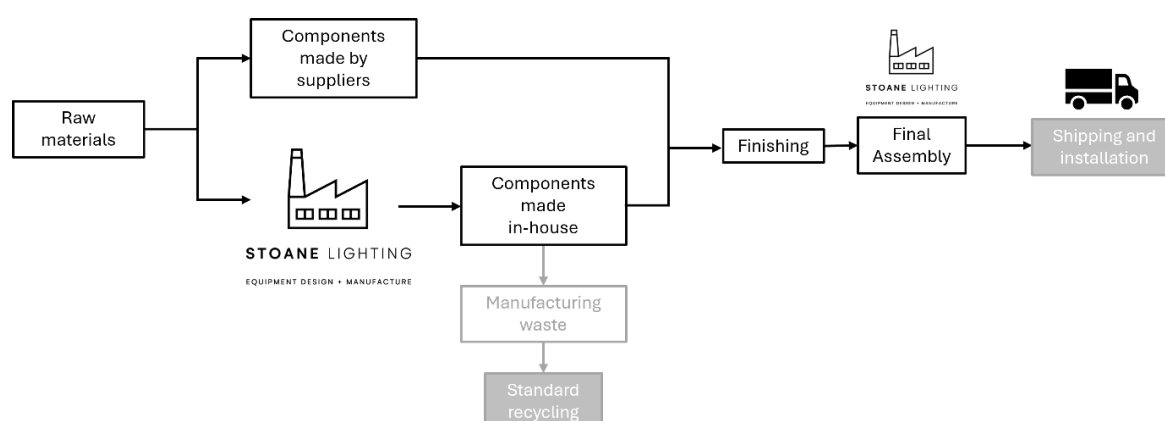 Components
made by
suppliers
STOANE LIGHTING
EQUIPMENT DESIGN + MANUFACTURE
Raw
materials
Finishing
Final
Assembly
Shipping and
installation
Components
made
in-house
STOANE LIGHTING
EQUIPMENT DESIGN + MANUFACTURE
Manufacturing
waste
Standard
recycling